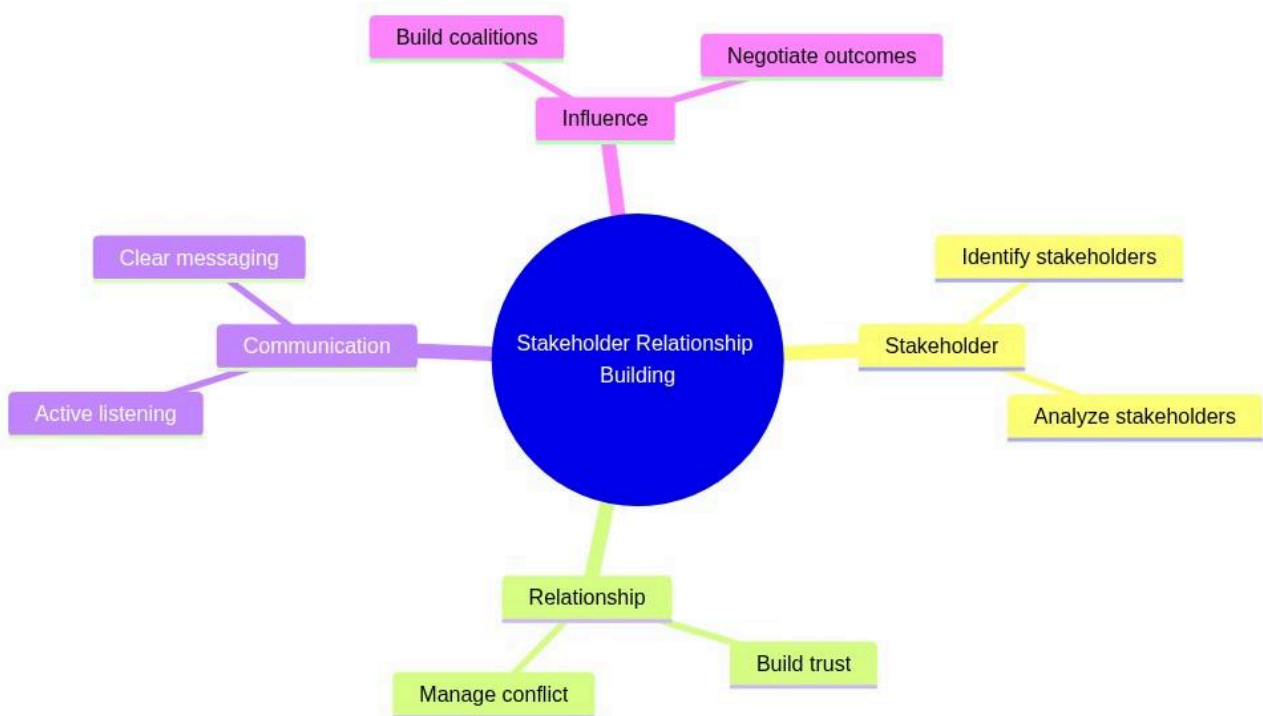 Build coalitions
Negotiate outcomes
Influence
Clear messaging
Communication
Active listening
Stakeholder Relationship
Building
Identify stakeholders
Stakeholder
Analyze stakeholders
Relationship
Build trust
Manage conflict